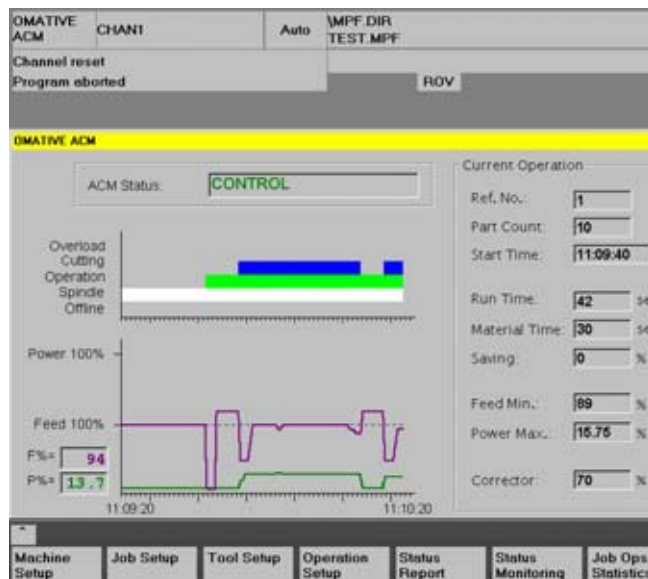 OMATIVE ACM
CHAN1
Auto
\MPF.DIR
TEST.MPF
Channel reset
Program aborted
ROV
OMATIVE ACM
ACM Status:
CONTROL
Overload
Cutting
Operation
Spindle
Offline
Power 100%
Feed 100%
F%= 94
P%= 13.7
11:09:20
11:10:20
Current Operation
Ref. No.: 1
Part Count: 10
Start Time: 11:09:40
Run Time: 42 se
Material Time: 30 se
Saving: 0 %
Feed Min.: 89 %
Power Max.: 15.75 %
Corrector: 70 %
Machine Setup
Job Setup
Tool Setup
Operation Setup
Status Report
Status Monitoring
Job Ops Statistics